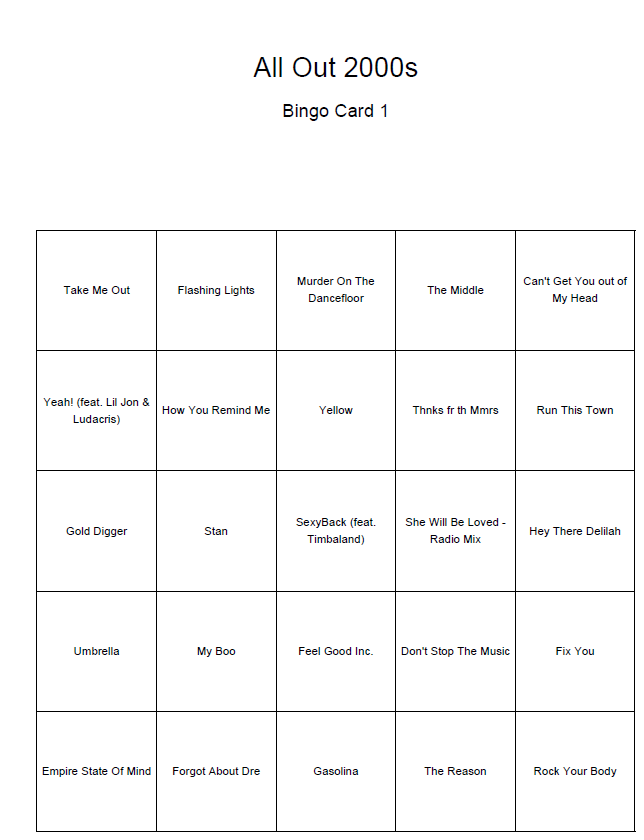 All Out 2000s
Bingo Card 1
Take Me Out
Flashing Lights
Murder On The
Dancefloor
The Middle
Can't Get You out of
My Head
Yeah! (feat. Lil Jon &
Ludacris)
How You Remind Me
Yellow
Thnks fr th Mmrs
Run This Town
Gold Digger
Stan
SexyBack (feat.
Timbaland)
She Will Be Loved -
Radio Mix
Hey There Delilah
Umbrella
My Boo
Feel Good Inc.
Don't Stop The Music
Fix You
Empire State Of Mind
Forgot About Dre
Gasolina
The Reason
Rock Your Body